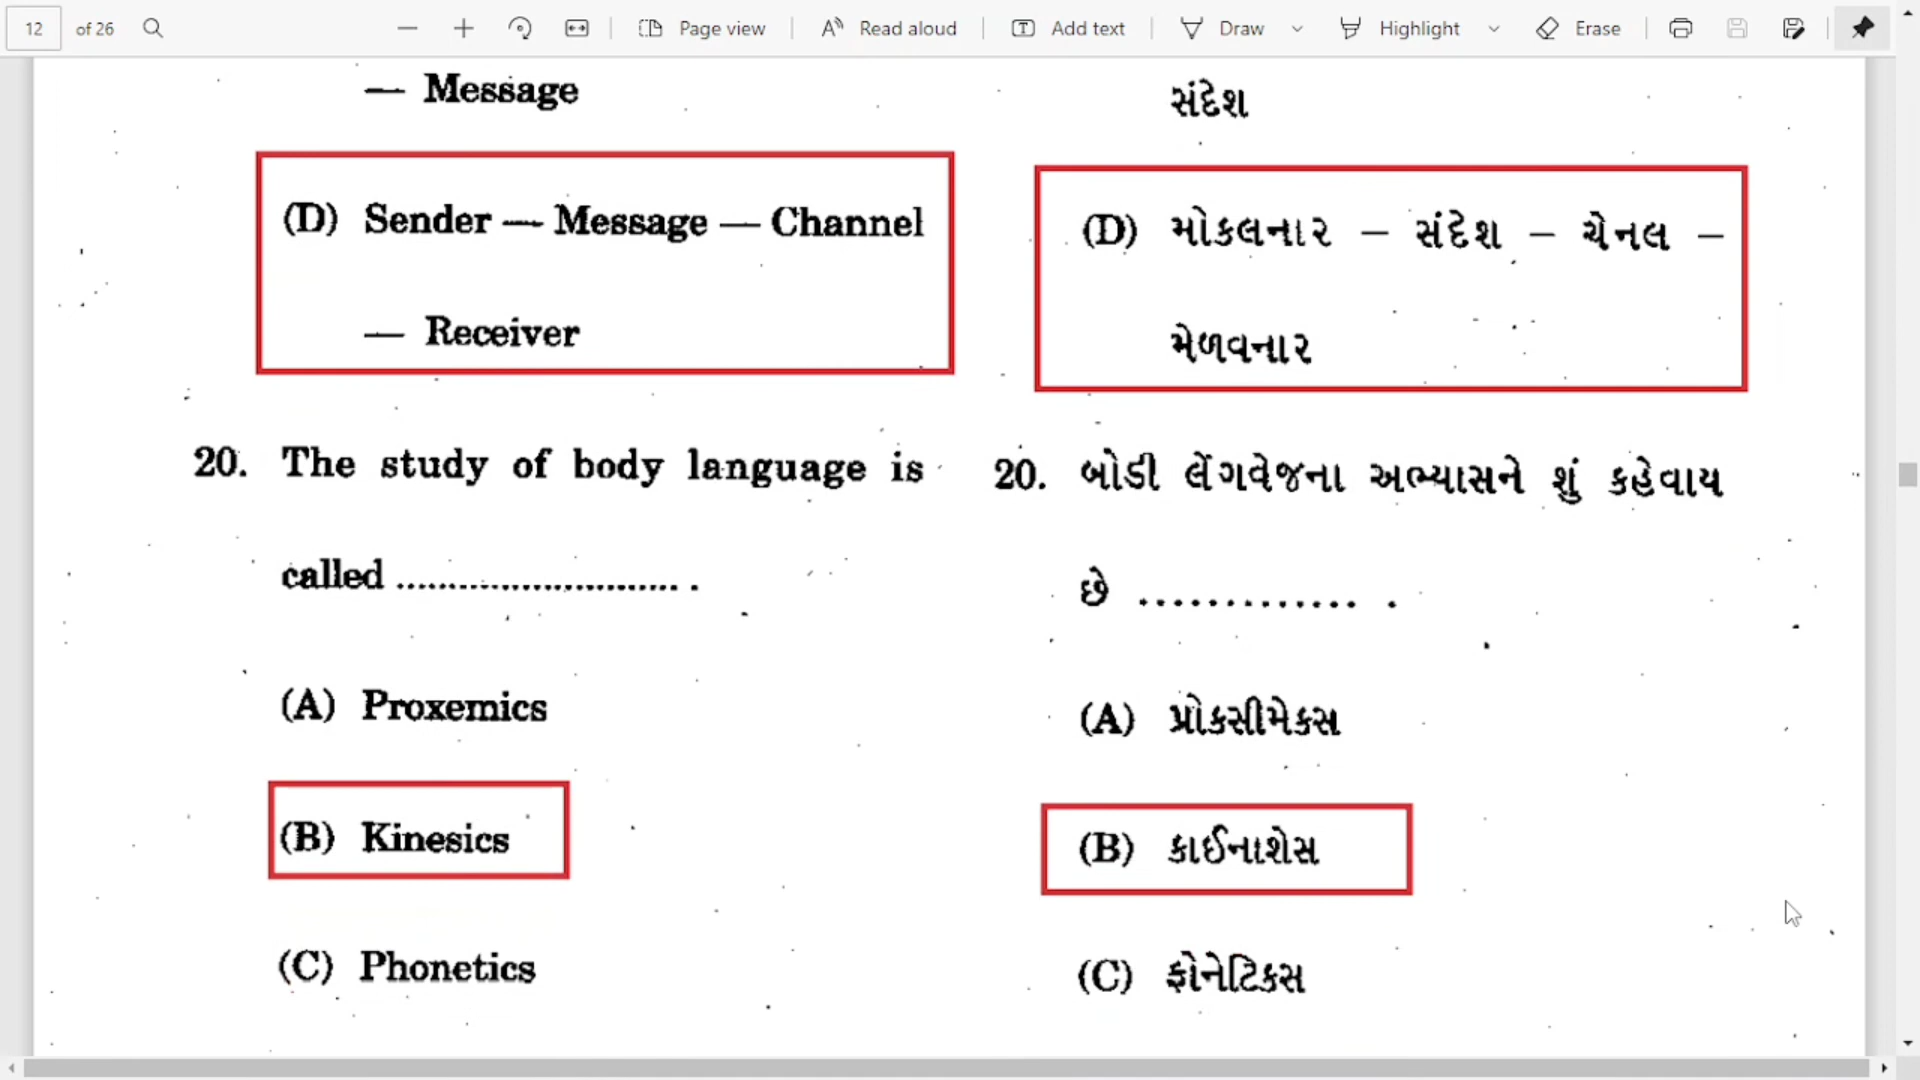 12 of 26 Page view Read aloud Add text Draw Highlight Erase
— Message
(D) Sender — Message — Channel
— Receiver
20. The study of body language is
called ............................ .
(A) Proxemics
(B) Kinesics
(C) Phonetics
સંદેશ
(D) મોકલનાર – સંદેશ – ચેનલ –
મેળવનાર
20. બોડી લેંગવેજના અભ્યાસને શું કહેવાય
છે ............. .
(A) પ્રોક્સીમેક્સ
(B) કાઈનાશેસ
(C) ફોનેટિક્સ